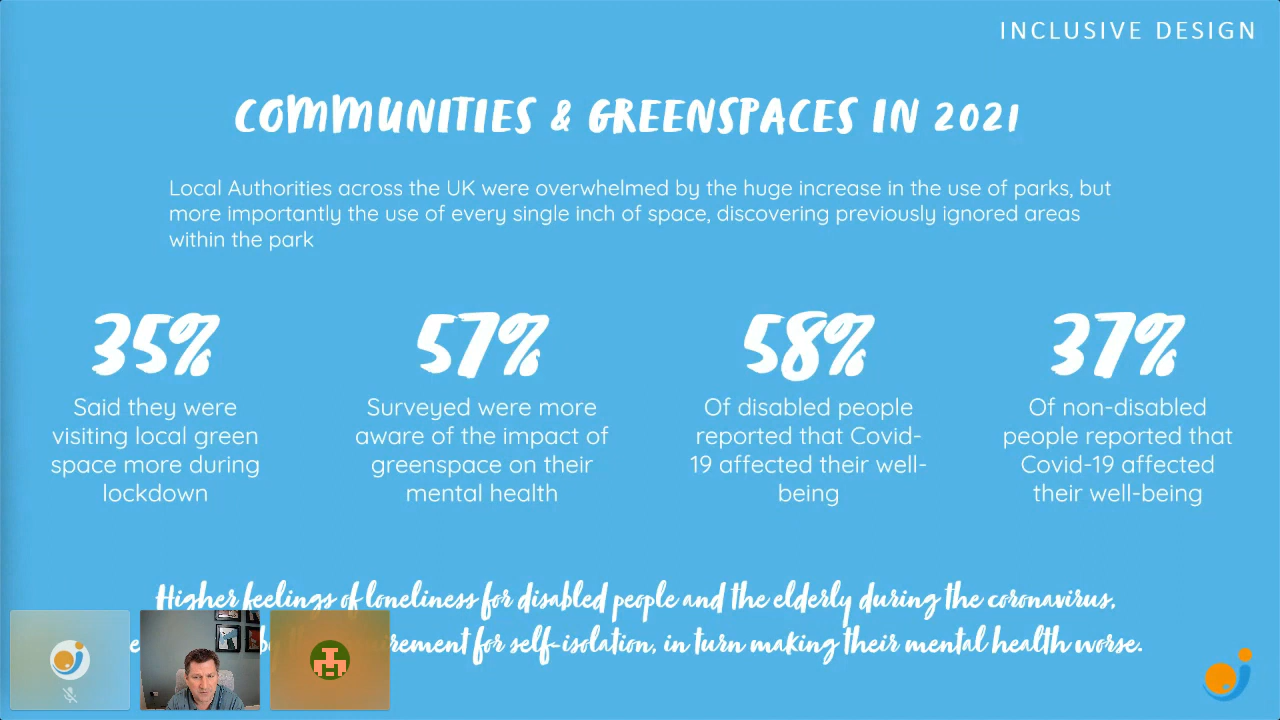 INCLUSIVE DESIGN
COMMUNITIES & GREENSPACES IN 2021
Local Authorities across the UK were overwhelmed by the huge increase in the use of parks, but
more importantly the use of every single inch of space, discovering previously ignored areas
within the park
35%
Said they were
visiting local green
space more during
lockdown
57%
Surveyed were more
aware of the impact of
greenspace on their
mental health
58%
Of disabled people
reported that Covid-
19 affected their well-
being
37%
Of non-disabled
people reported that
Covid-19 affected
their well-being
Higher feelings of loneliness for disabled people and the elderly during the coronavirus,
for self-isolation, in turn making their mental health worse.